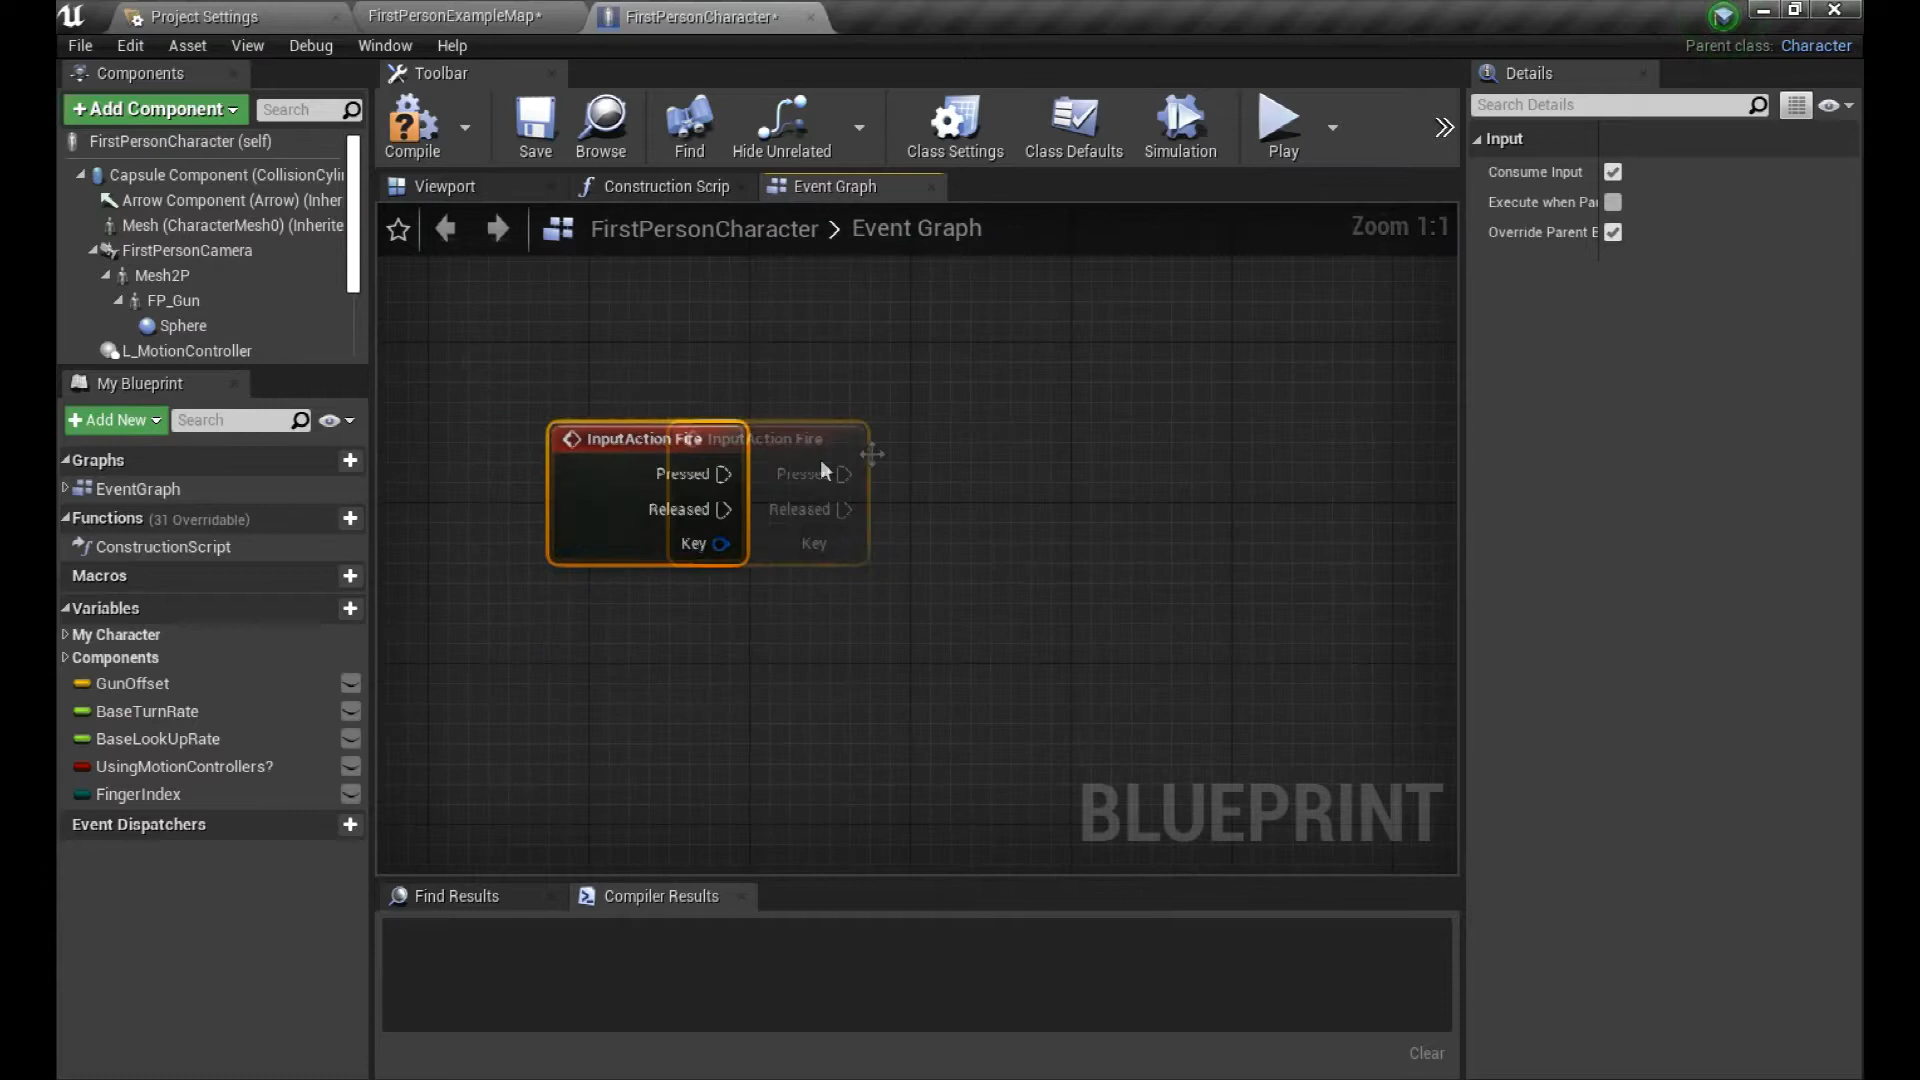 Project Settings
FirstPersonExampleMap*
FirstPersonCharacter*
File Edit Asset View Debug Window Help
Parent class: Character
Components
Toolbar
Details
+Add Component
Search
Search Details
FirstPersonCharacter (self)
Compile
Save
Browse
Find
Hide Unrelated
Class Settings
Class Defaults
Simulation
Play
Input
Capsule Component (CollisionCyli
Arrow Component (Arrow) (Inher
Mesh (CharacterMesh0) (Inherite
FirstPersonCamera
Mesh2P
FP_Gun
Sphere
L_MotionController
Viewport
Construction Scrip
Event Graph
Consume Input
Execute when Pau
Override Parent B
FirstPersonCharacter > Event Graph
Zoom 1:1
My Blueprint
+Add New
Search
Graphs
EventGraph
Functions (31 Overridable)
ConstructionScript
Macros
Variables
My Character
Components
GunOffset
BaseTurnRate
BaseLookUpRate
UsingMotionControllers?
FingerIndex
Event Dispatchers
InputAction Fire
Pressed
Released
Key
InputAction Fire
Pressed
Released
Key
BLUEPRINT
Find Results
Compiler Results
Clear